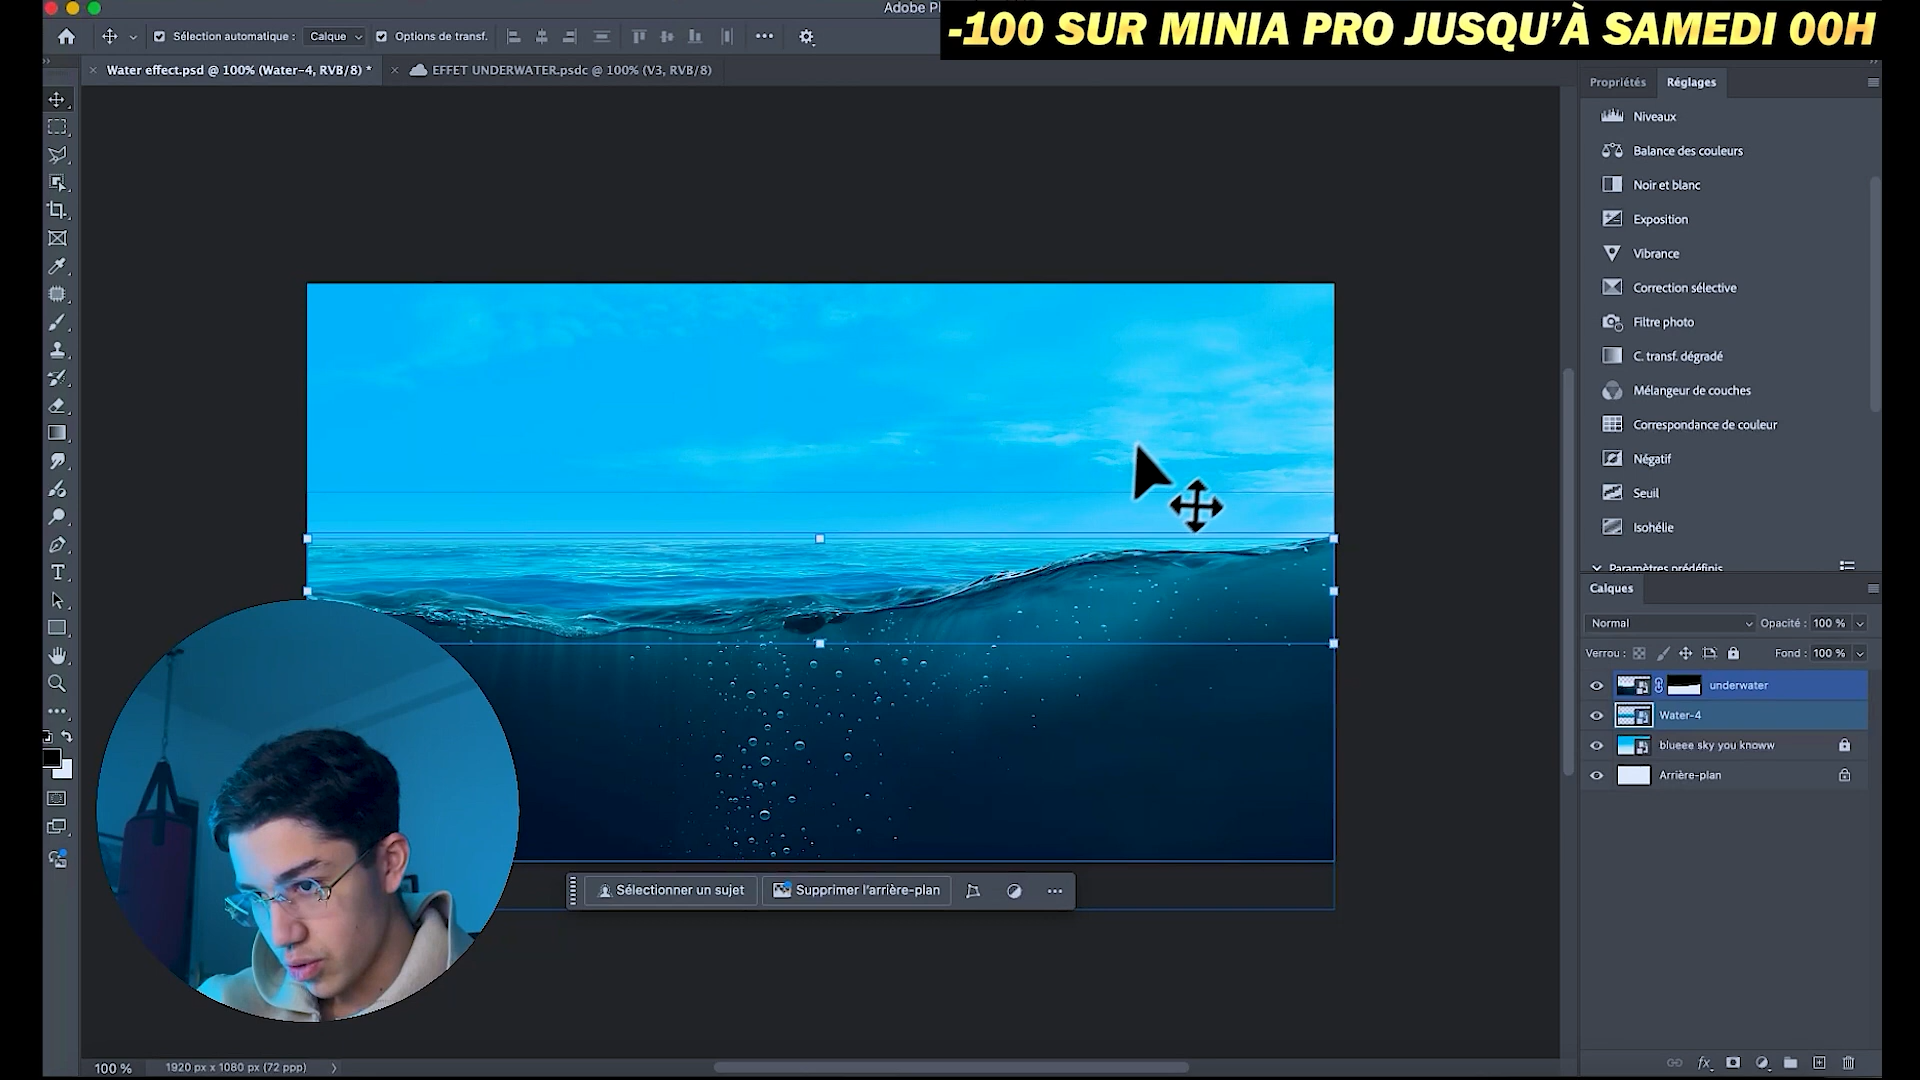 Adobe P
-100 SUR MINIA PRO JUSQU'À SAMEDI 00H
Sélection automatique :
Calque
Options de transf.
Water effect.psd @ 100% (Water-4, RVB/8) *
EFFET UNDERWATER.psdc @ 100% (V3, RVB/8)
Propriétés
Réglages
Niveaux
Balance des couleurs
Noir et blanc
Exposition
Vibrance
Correction sélective
Filtre photo
C. transf. dégradé
Mélangeur de couches
Correspondance de couleur
Négatif
Seuil
Isohélie
Paramètres prédéfinis
Calques
Normal
Opacité : 100 %
Verrou :
Fond : 100 %
underwater
Water-4
blueee sky you knoww
Arrière-plan
Sélectionner un sujet
Supprimer l'arrière-plan
100 %
1920 px x 1080 px (72 ppp)